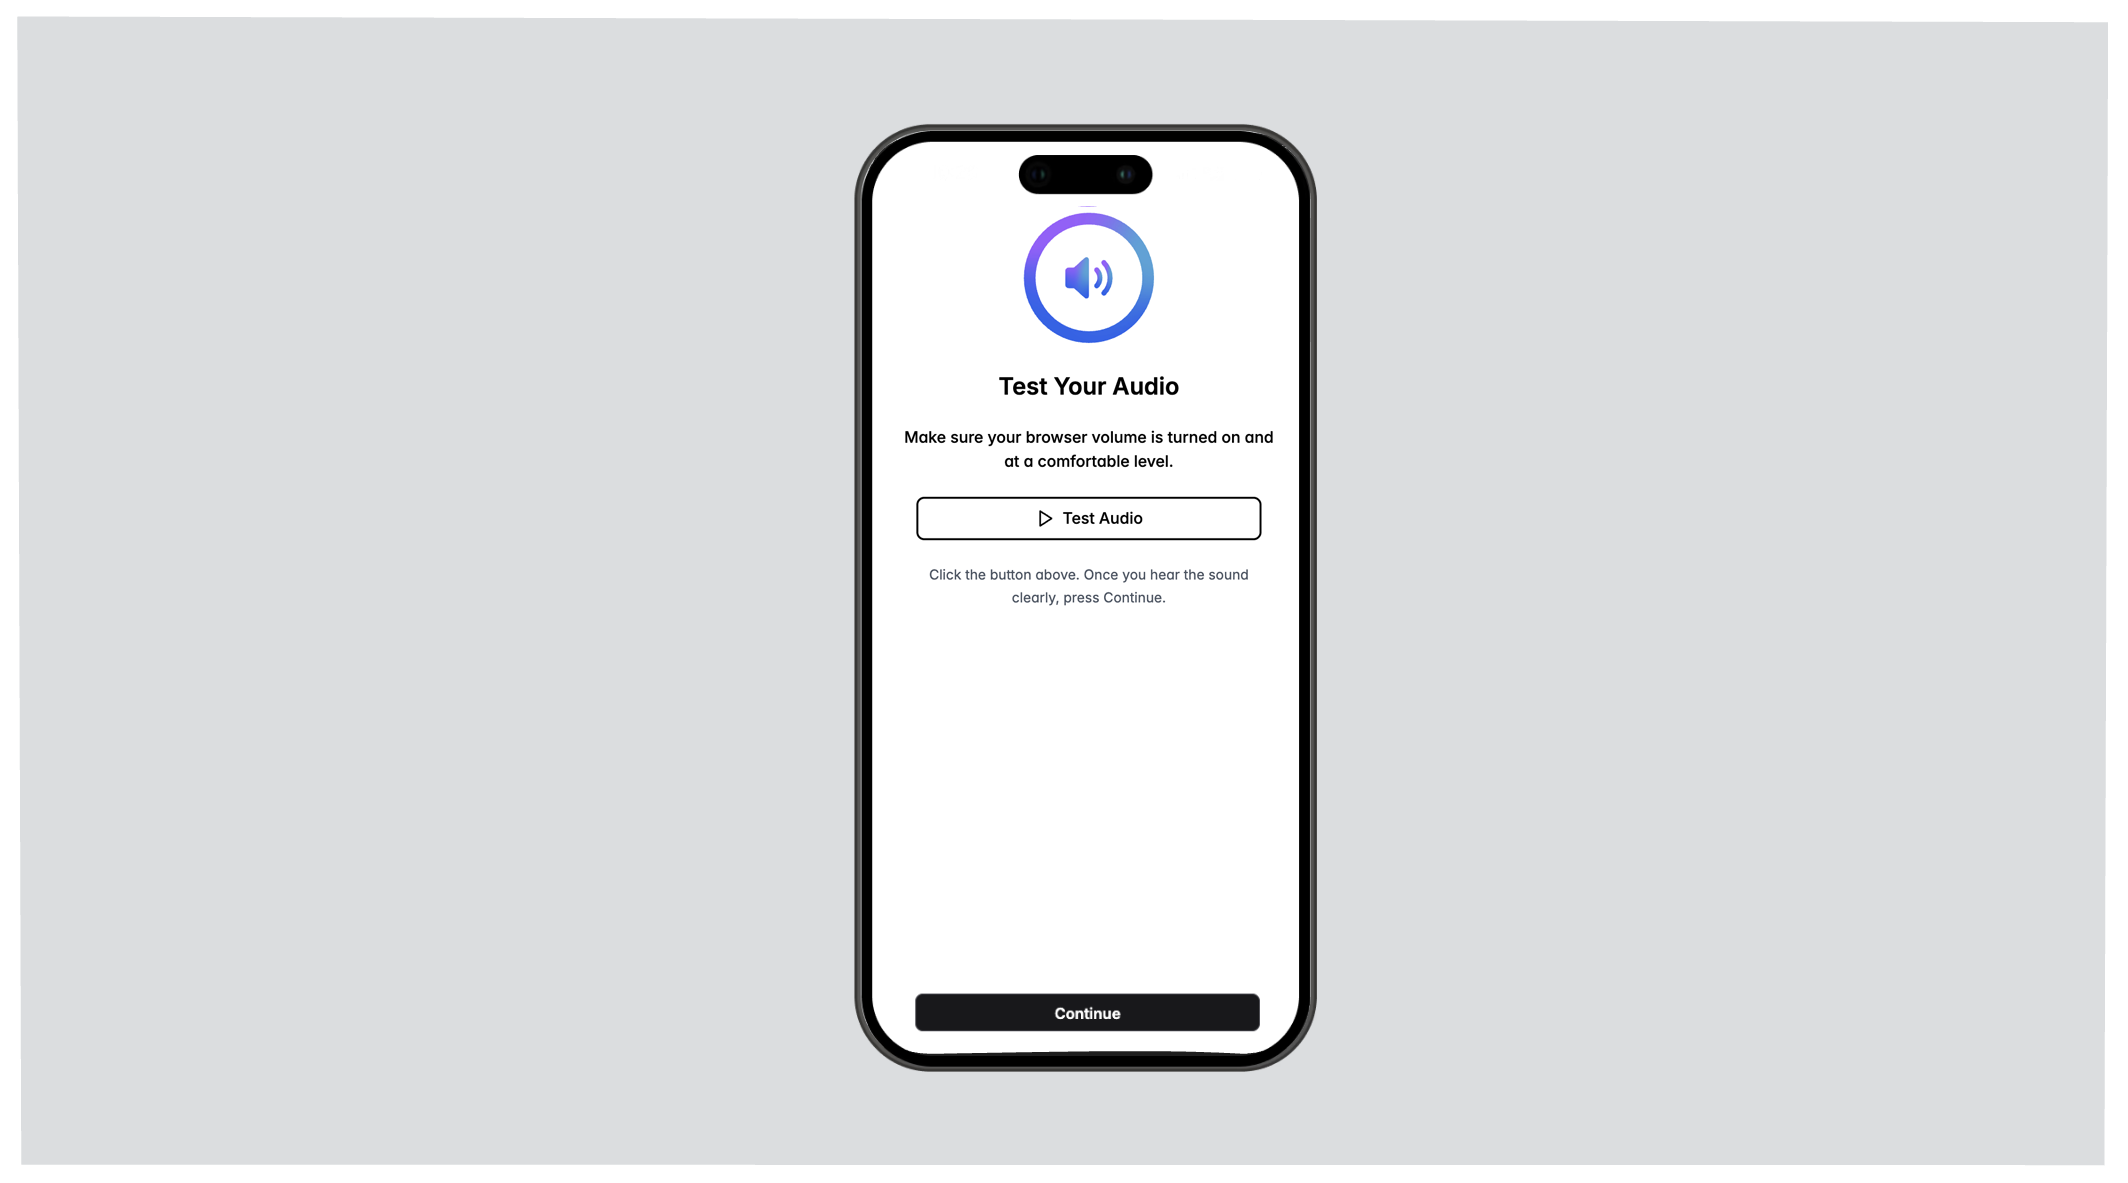 Test Your Audio
Make sure your browser volume is turned on and
at a comfortable level.
Test Audio
Click the button above. Once you hear the sound
clearly, press Continue.
Continue